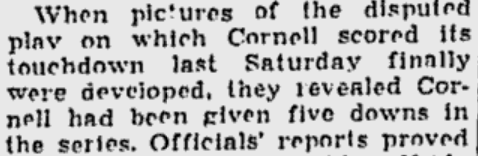 When pictures of the disputed
play on which Cornell scored its
touchdown last Saturday finally
were developed, they revealed Cor-
nell had been given five downs in
the series. Officials' reports proved